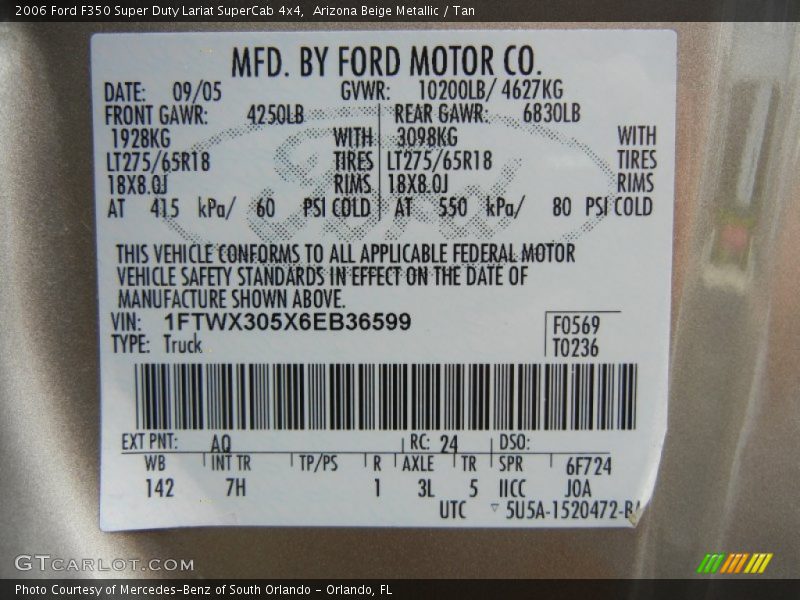 2006 Ford F350 Super Duty Lariat SuperCab 4x4, Arizona Beige Metallic / Tan
MFD. BY FORD MOTOR CO.
DATE: 09/05 GVWR: 10200LB/ 4627KG
FRONT GAWR: 4250LB REAR GAWR: 6830LB
1928KG WITH 3098KG WITH
LT275/65R18 TIRES LT275/65R18 TIRES
18X8.0J RIMS 18X8.0J RIMS
AT 415 kPa/ 60 PSI COLD AT 550 kPa/ 80 PSI COLD
Ford
THIS VEHICLE CONFORMS TO ALL APPLICABLE FEDERAL MOTOR
VEHICLE SAFETY STANDARDS IN EFFECT ON THE DATE OF
MANUFACTURE SHOWN ABOVE.
VIN: 1FTWX305X6EB36599 F0569
TYPE: Truck T0236
EXT PNT: AQ RC: 24 DSO:
WB INT TR TP/PS R AXLE TR SPR 6F724
142 7H 1 3L 5 IICC JOA
UTC ▽ 5U5A-1520472-BA
GTCARLOT.COM
Photo Courtesy of Mercedes-Benz of South Orlando - Orlando, FL